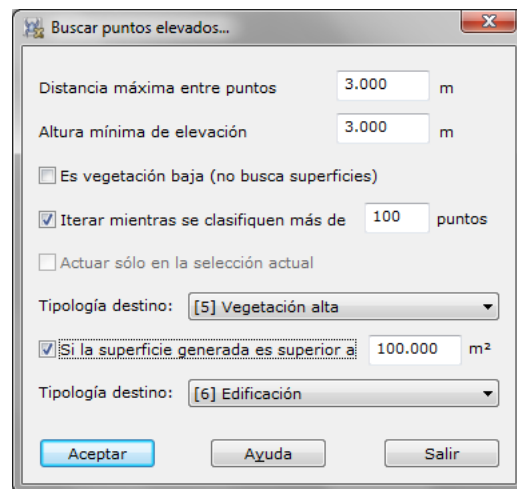 Buscar puntos elevados...
Distancia máxima entre puntos 3.000 m
Altura mínima de elevación 3.000 m
Es vegetación baja (no busca superficies)
Iterar mientras se clasifiquen más de 100 puntos
Actuar sólo en la selección actual
Tipología destino: [5] Vegetación alta
Si la superficie generada es superior a 100.000 m²
Tipología destino: [6] Edificación
Aceptar Ayuda Salir